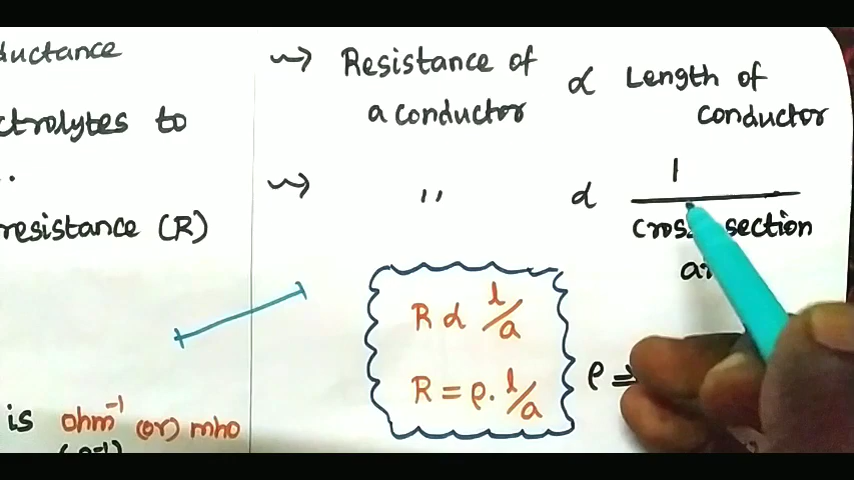 ductance
ctrolytes to
..
resistance (R)
is ohm⁻¹ (or) mho
⇝ Resistance of a conductor ∝ Length of conductor
⇝ " ∝ 1
cross section
R ∝ l/a
R = ρ. l/a
ρ ⇒